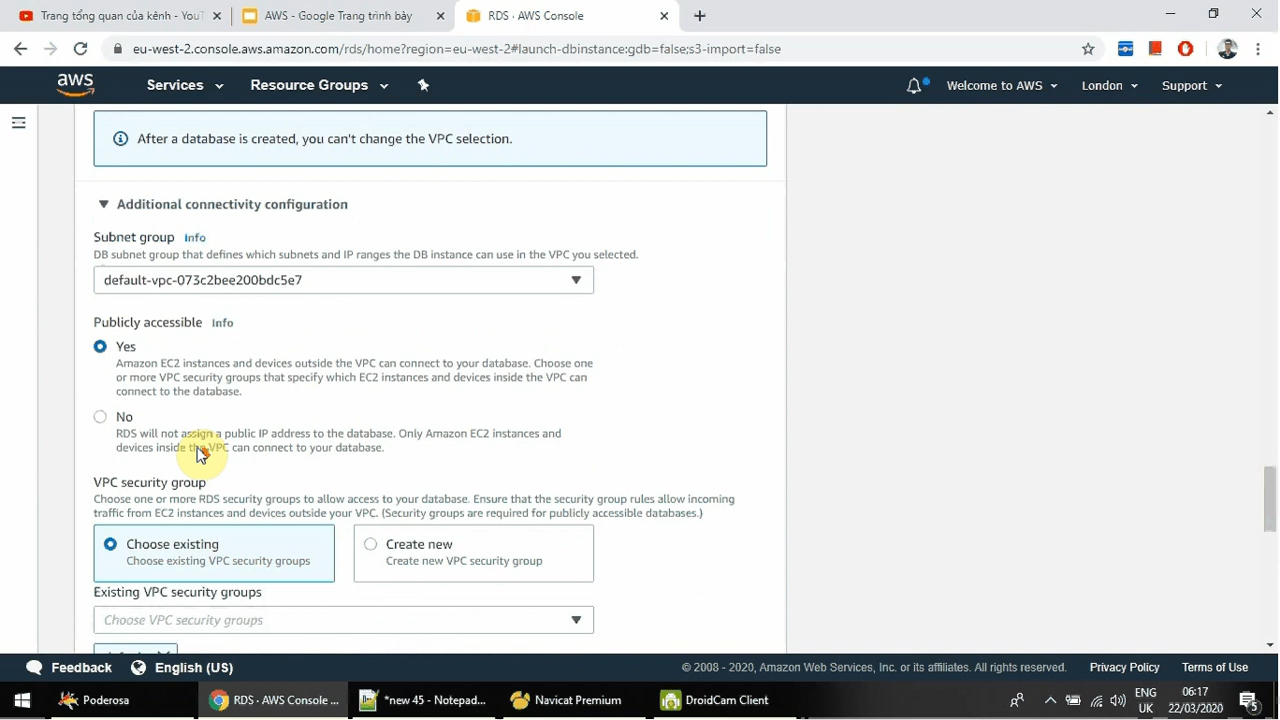 Trang tổng quan của kênh - YouT
AWS - Google Trang trình bày
RDS · AWS Console
eu-west-2.console.aws.amazon.com/rds/home?region=eu-west-2#launch-dbinstance:gdb=false;s3-import=false
aws
Services
Resource Groups
Welcome to AWS
London
Support
After a database is created, you can't change the VPC selection.
Additional connectivity configuration
Subnet group Info
DB subnet group that defines which subnets and IP ranges the DB instance can use in the VPC you selected.
default-vpc-073c2bee200bdc5e7
Publicly accessible Info
Yes
Amazon EC2 instances and devices outside the VPC can connect to your database. Choose one
or more VPC security groups that specify which EC2 instances and devices inside the VPC can
connect to the database.
No
RDS will not assign a public IP address to the database. Only Amazon EC2 instances and
devices inside the VPC can connect to your database.
VPC security group
Choose one or more RDS security groups to allow access to your database. Ensure that the security group rules allow incoming
traffic from EC2 instances and devices outside your VPC. (Security groups are required for publicly accessible databases.)
Choose existing
Choose existing VPC security groups
Create new
Create new VPC security group
Existing VPC security groups
Choose VPC security groups
Feedback
English (US)
© 2008 - 2020, Amazon Web Services, Inc. or its affiliates. All rights reserved.
Privacy Policy
Terms of Use
Poderosa
RDS - AWS Console ...
*new 45 - Notepad...
Navicat Premium
DroidCam Client
ENG
UK
06:17
22/03/2020
5